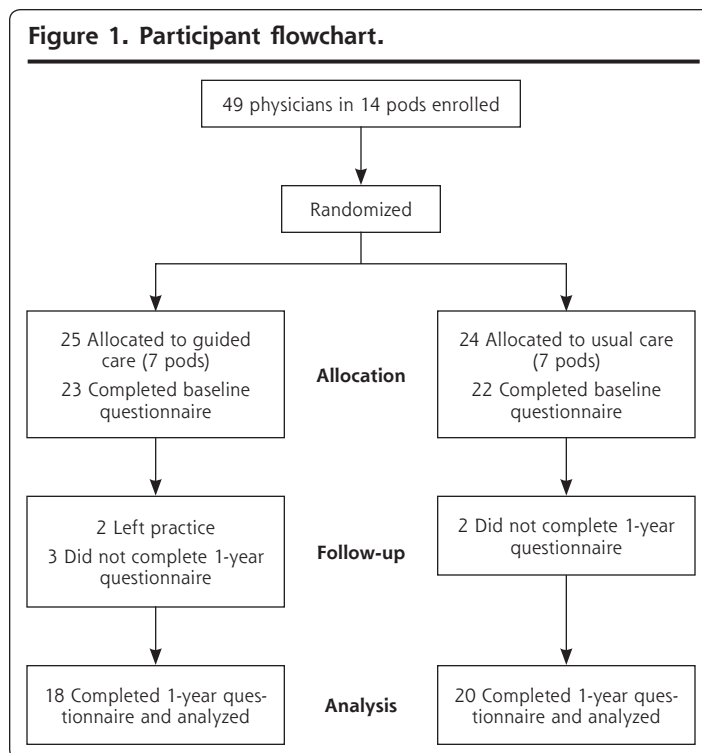 Figure 1. Participant flowchart.
49 physicians in 14 pods enrolled
Randomized
25 Allocated to guided
care (7 pods)
23 Completed baseline
questionnaire
Allocation
24 Allocated to usual care
(7 pods)
22 Completed baseline
questionnaire
2 Left practice
3 Did not complete 1-year
questionnaire
Follow-up
2 Did not complete 1-year
questionnaire
18 Completed 1-year ques-
tionnaire and analyzed
Analysis
20 Completed 1-year ques-
tionnaire and analyzed